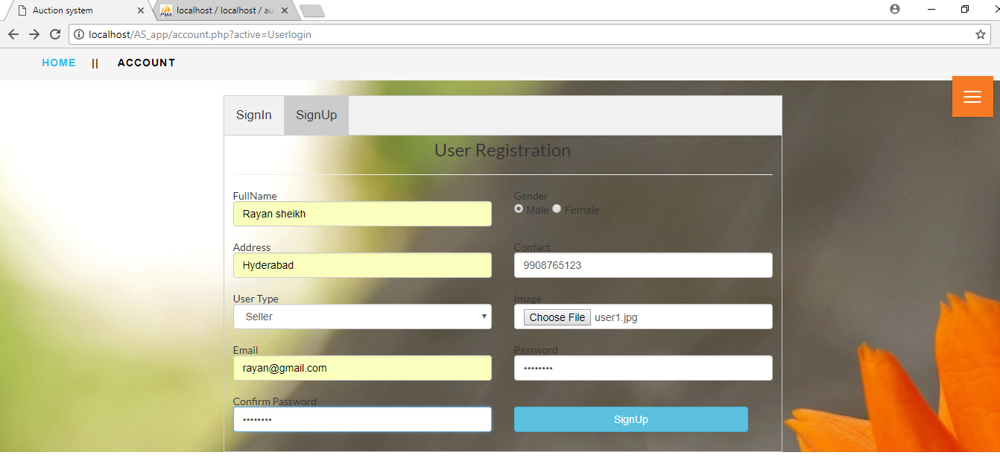 Auction system
PMA localhost / localhost / au
localhost/AS_app/account.php?active=Userlogin
HOME || ACCOUNT
SignIn SignUp
User Registration
FullName Gender
Rayan sheikh Male Female
Address Contact
Hyderabad 9908765123
User Type Image
Seller Choose File user1.jpg
Email Password
rayan@gmail.com ••••••••
Confirm Password
•••••••• SignUp